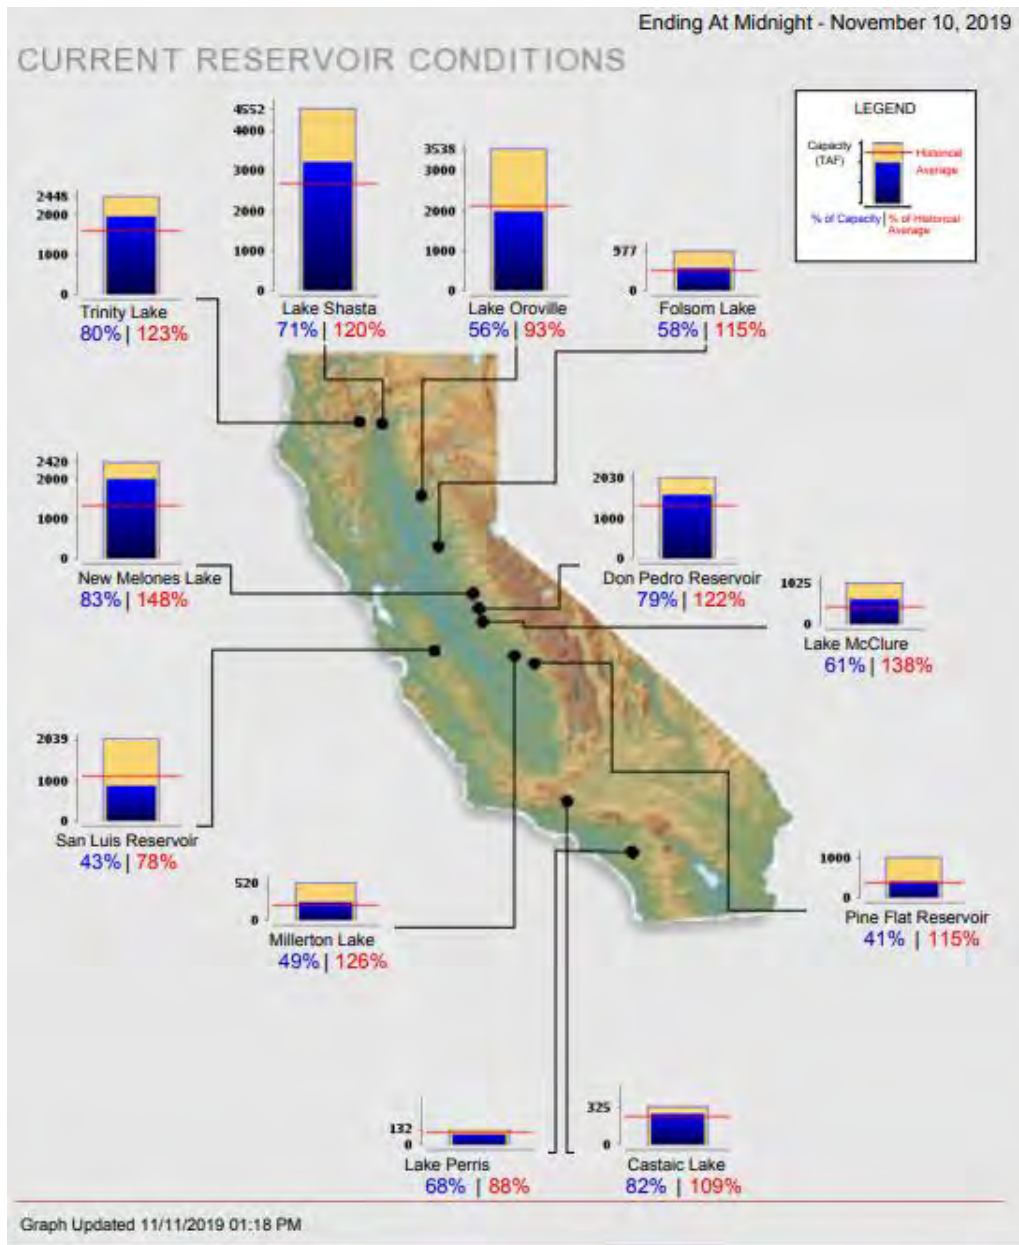 Ending At Midnight - November 10, 2019
CURRENT RESERVOIR CONDITIONS
LEGEND
Capacity
(TAF)
Historical
Average
% of Capacity | % of Historical
Average
2448
2000
1000
0
Trinity Lake
80% | 123%
4552
4000
3000
2000
1000
0
Lake Shasta
71% | 120%
3538
3000
2000
1000
0
Lake Oroville
56% | 93%
977
0
Folsom Lake
58% | 115%
2420
2000
1000
0
New Melones Lake
83% | 148%
2030
1000
0
Don Pedro Reservoir
79% | 122%
1025
0
Lake McClure
61% | 138%
2039
1000
0
San Luis Reservoir
43% | 78%
520
0
Millerton Lake
49% | 126%
1000
0
Pine Flat Reservoir
41% | 115%
132
0
Lake Perris
68% | 88%
325
0
Castaic Lake
82% | 109%
Graph Updated 11/11/2019 01:18 PM